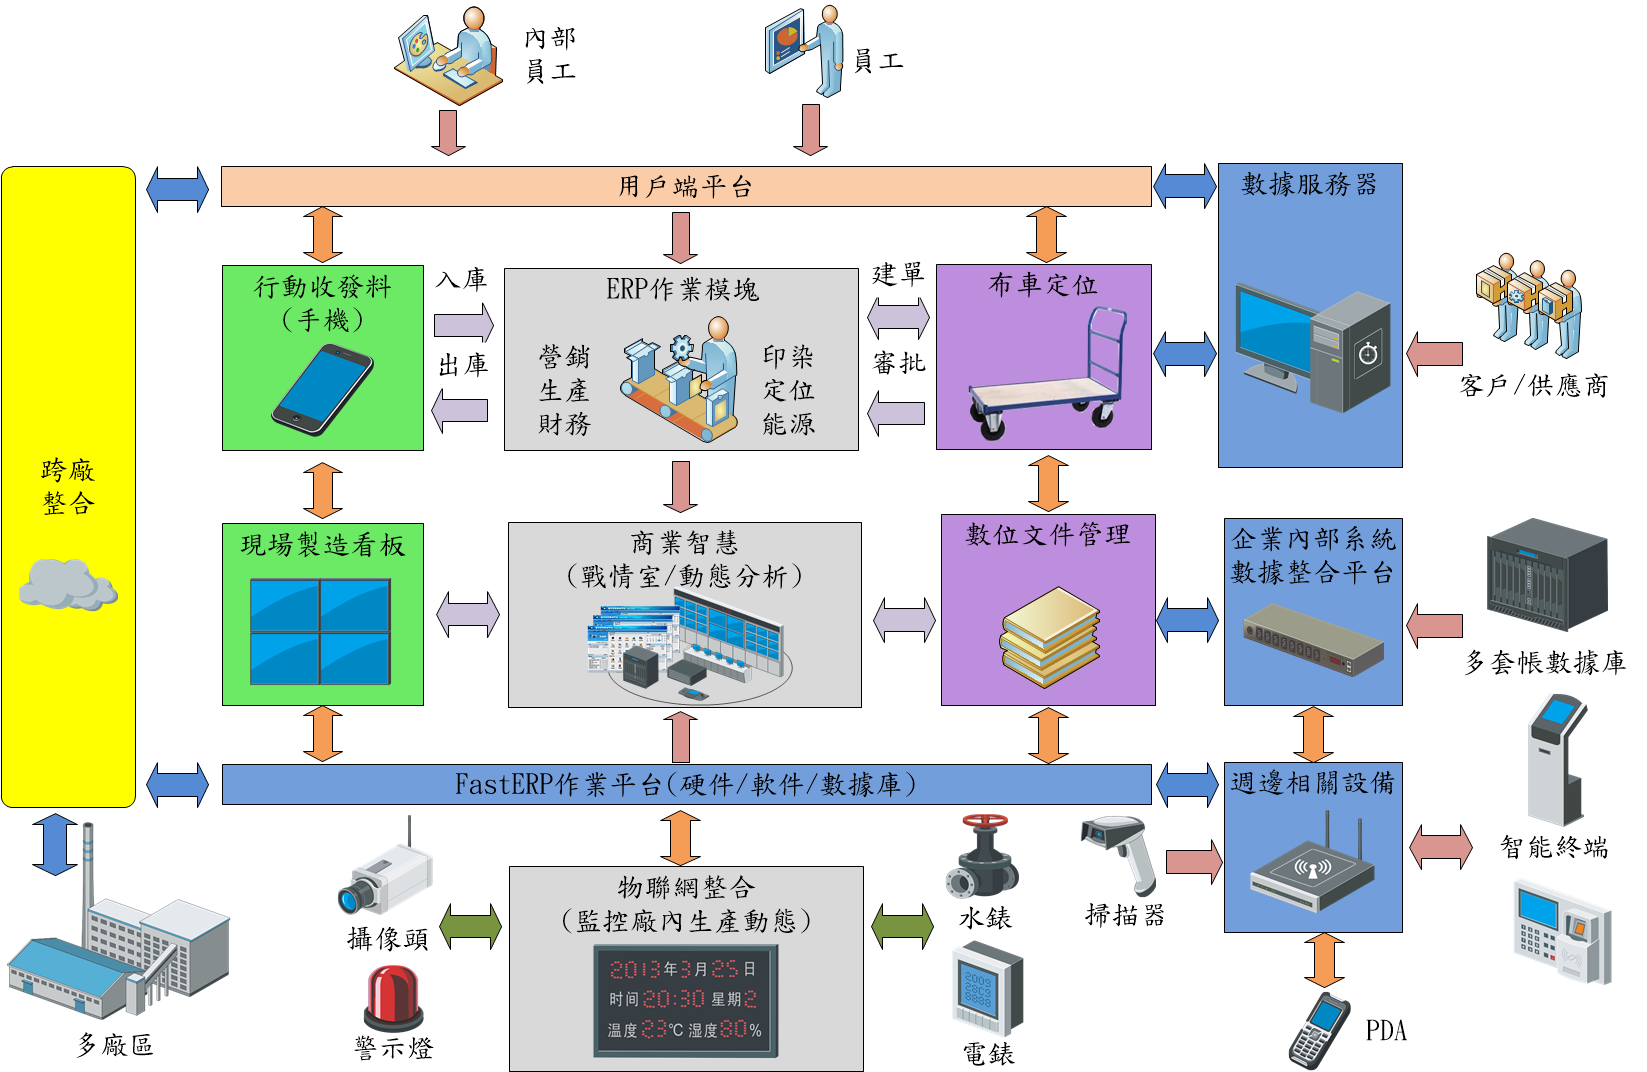 內部
員工
員工
用戶端平台
數據服務器
行動收發料
(手機)
入庫
出庫
ERP作業模塊
營銷
生產
財務
印染
定位
能源
建單
審批
布車定位
客戶/供應商
跨廠
整合
現場製造看板
商業智慧
(戰情室/動態分析)
數位文件管理
企業內部系統
數據整合平台
多套帳數據庫
FastERP作業平台(硬件/軟件/數據庫)
週邊相關設備
智能終端
攝像頭
警示燈
物聯網整合
(監控廠內生產動態)
2013年3月25日
时间20:30 星期2
温度23℃ 湿度80%
水錶
電錶
掃描器
PDA
多廠區